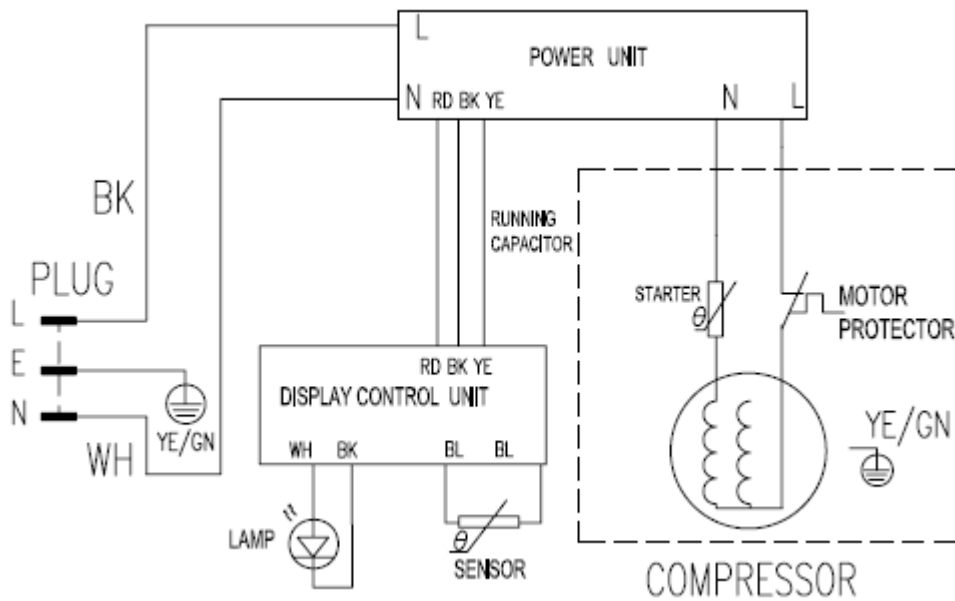 L
POWER UNIT
N RD BK YE N L
BK
RUNNING
CAPACITOR
PLUG
L
E
N
YE/GN
WH
STARTER
θ
MOTOR
PROTECTOR
RD BK YE
DISPLAY CONTROL UNIT
WH BK BL BL
YE/GN
LAMP
θ
SENSOR
COMPRESSOR